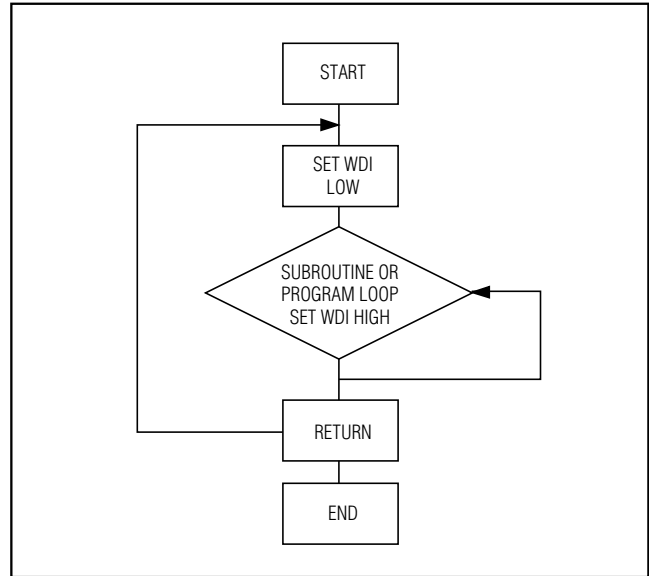 START
SET WDI
LOW
SUBROUTINE OR
PROGRAM LOOP
SET WDI HIGH
RETURN
END